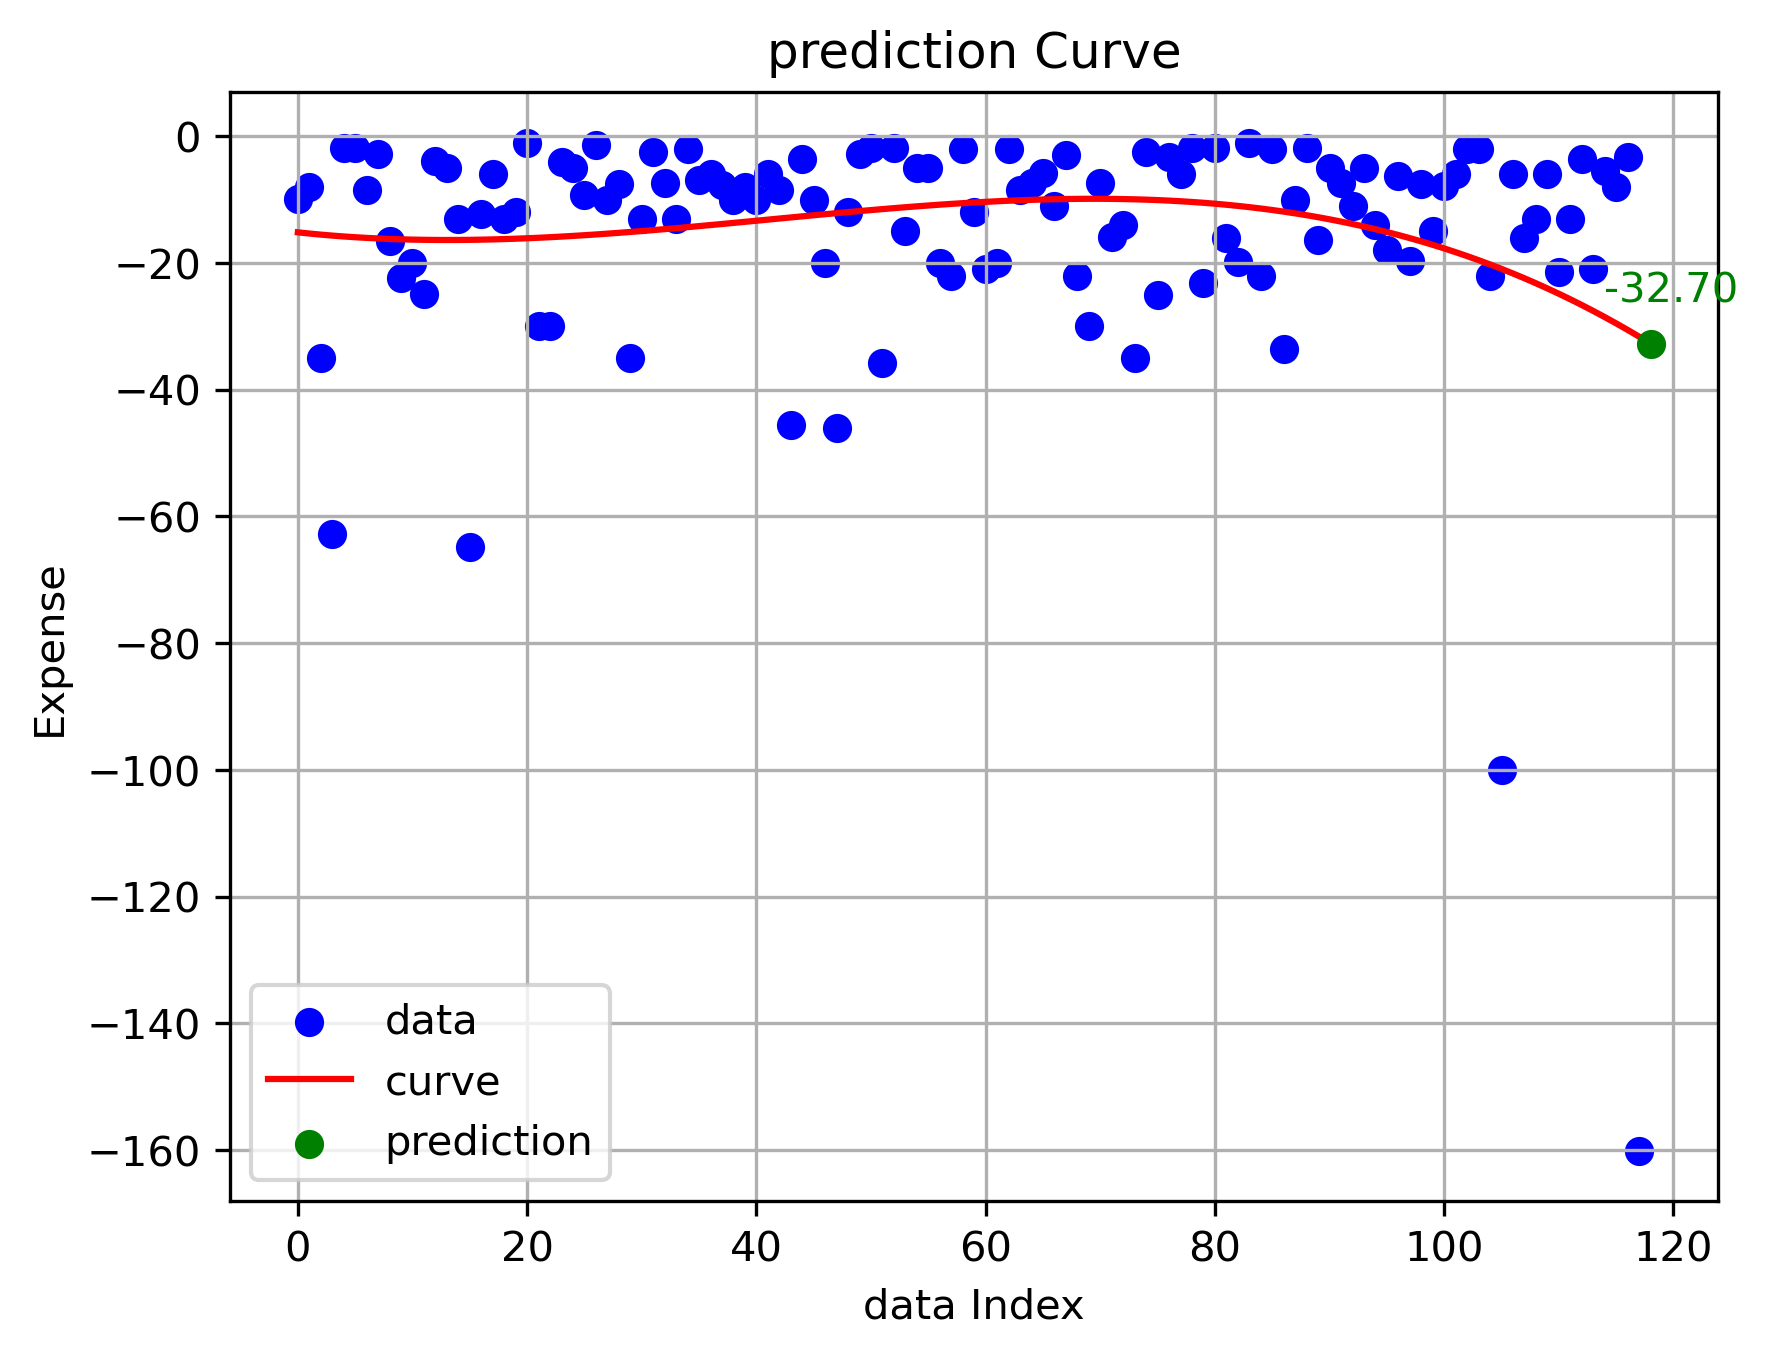 prediction Curve
0
−20
−40
−60
−80
−100
−120
−140
−160
Expense
-32.70
data
curve
prediction
0 20 40 60 80 100 120
data Index